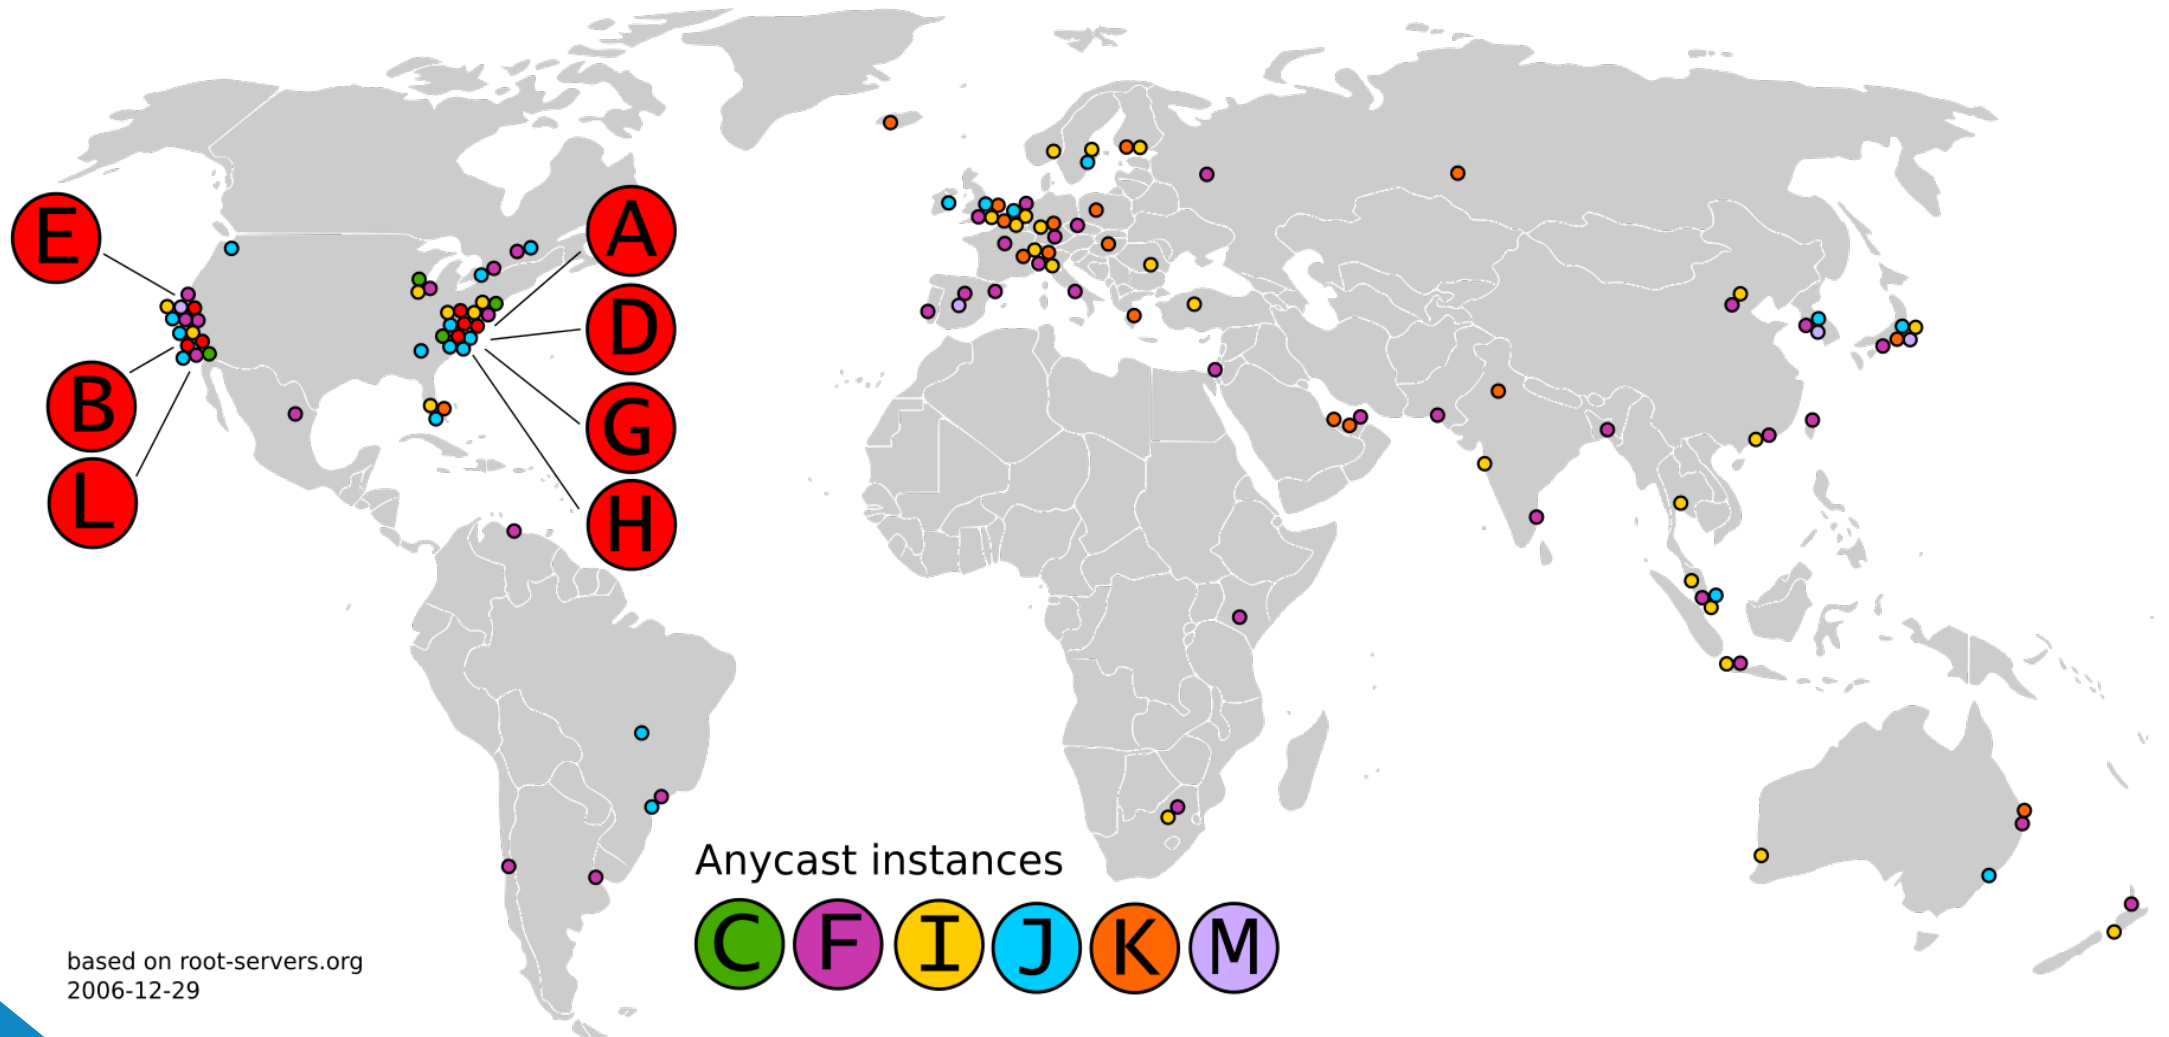 E
B
L
A
D
G
H
Anycast instances
C F I J K M
based on root-servers.org
2006-12-29